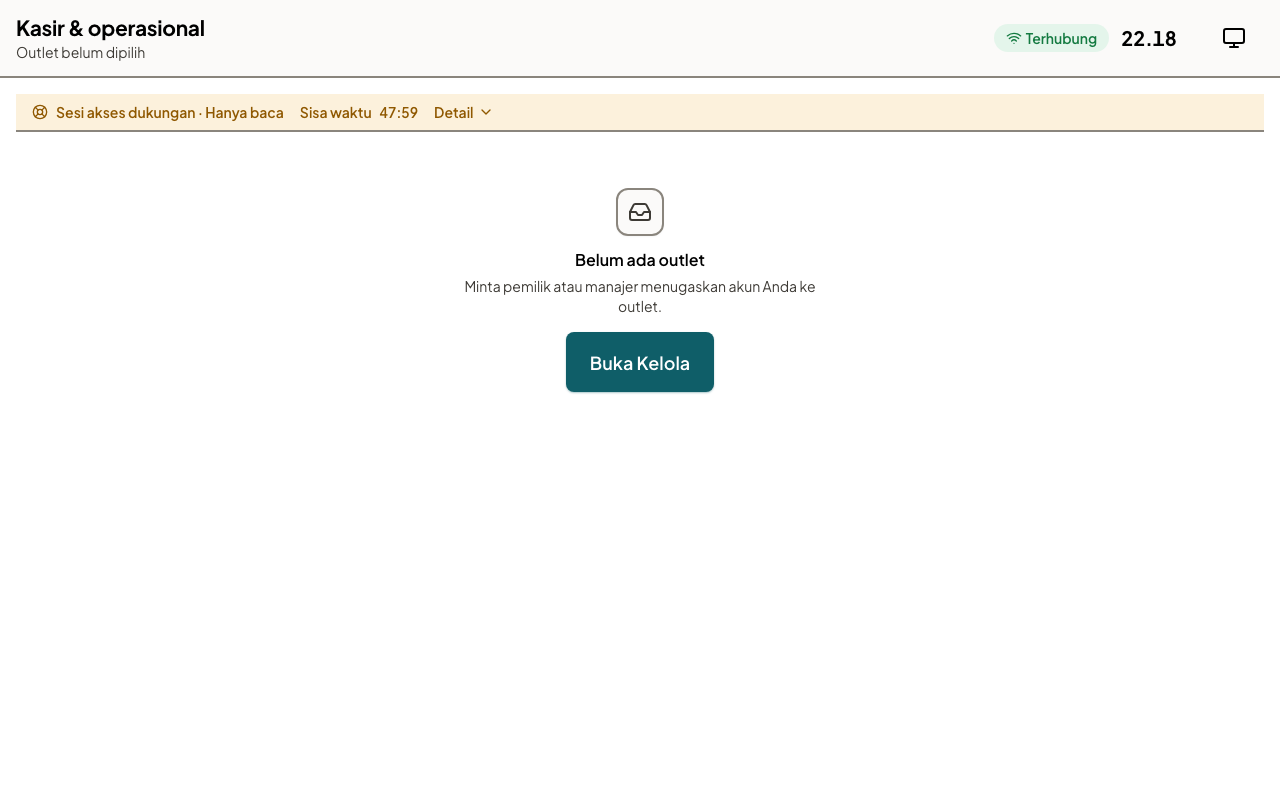 Kasir & operasional
Outlet belum dipilih
Terhubung
22.18
Sesi akses dukungan · Hanya baca Sisa waktu 47:59 Detail
Belum ada outlet
Minta pemilik atau manajer menugaskan akun Anda ke
outlet.
Buka Kelola